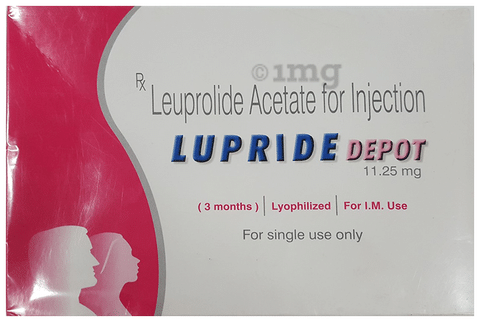 © 1mg
Rx Leuprolide Acetate for Injection
LUPRIDE DEPOT
11.25 mg
( 3 months ) | Lyophilized | For I.M. Use
For single use only